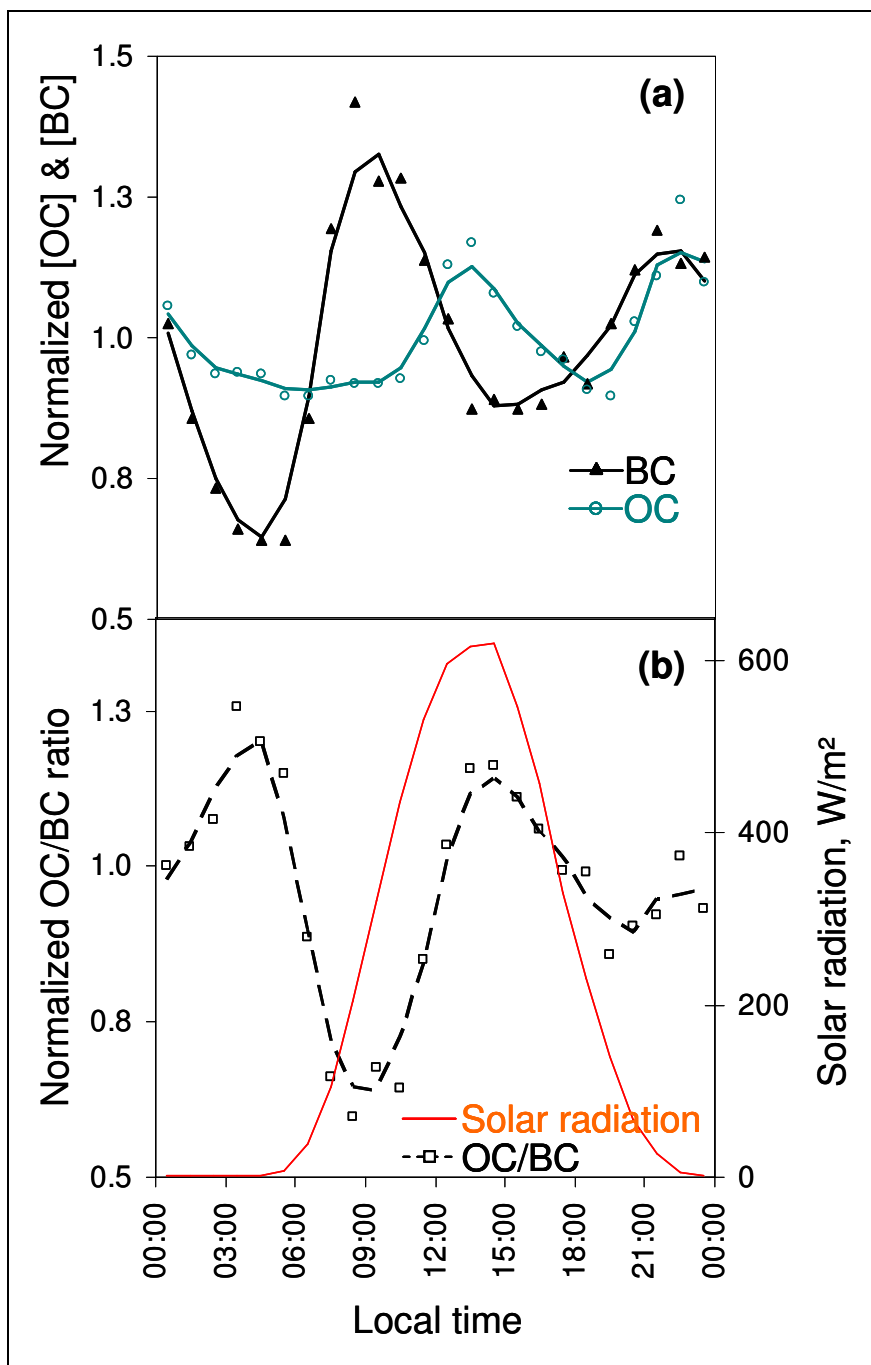 (a)
Normalized [OC] & [BC]
1.5
1.3
1.0
0.8
0.5
BC
OC
(b)
Normalized OC/BC ratio
1.3
1.0
0.8
0.5
600
400
200
0
Solar radiation, W/m²
Solar radiation
OC/BC
00:00
03:00
06:00
09:00
12:00
15:00
18:00
21:00
00:00
Local time